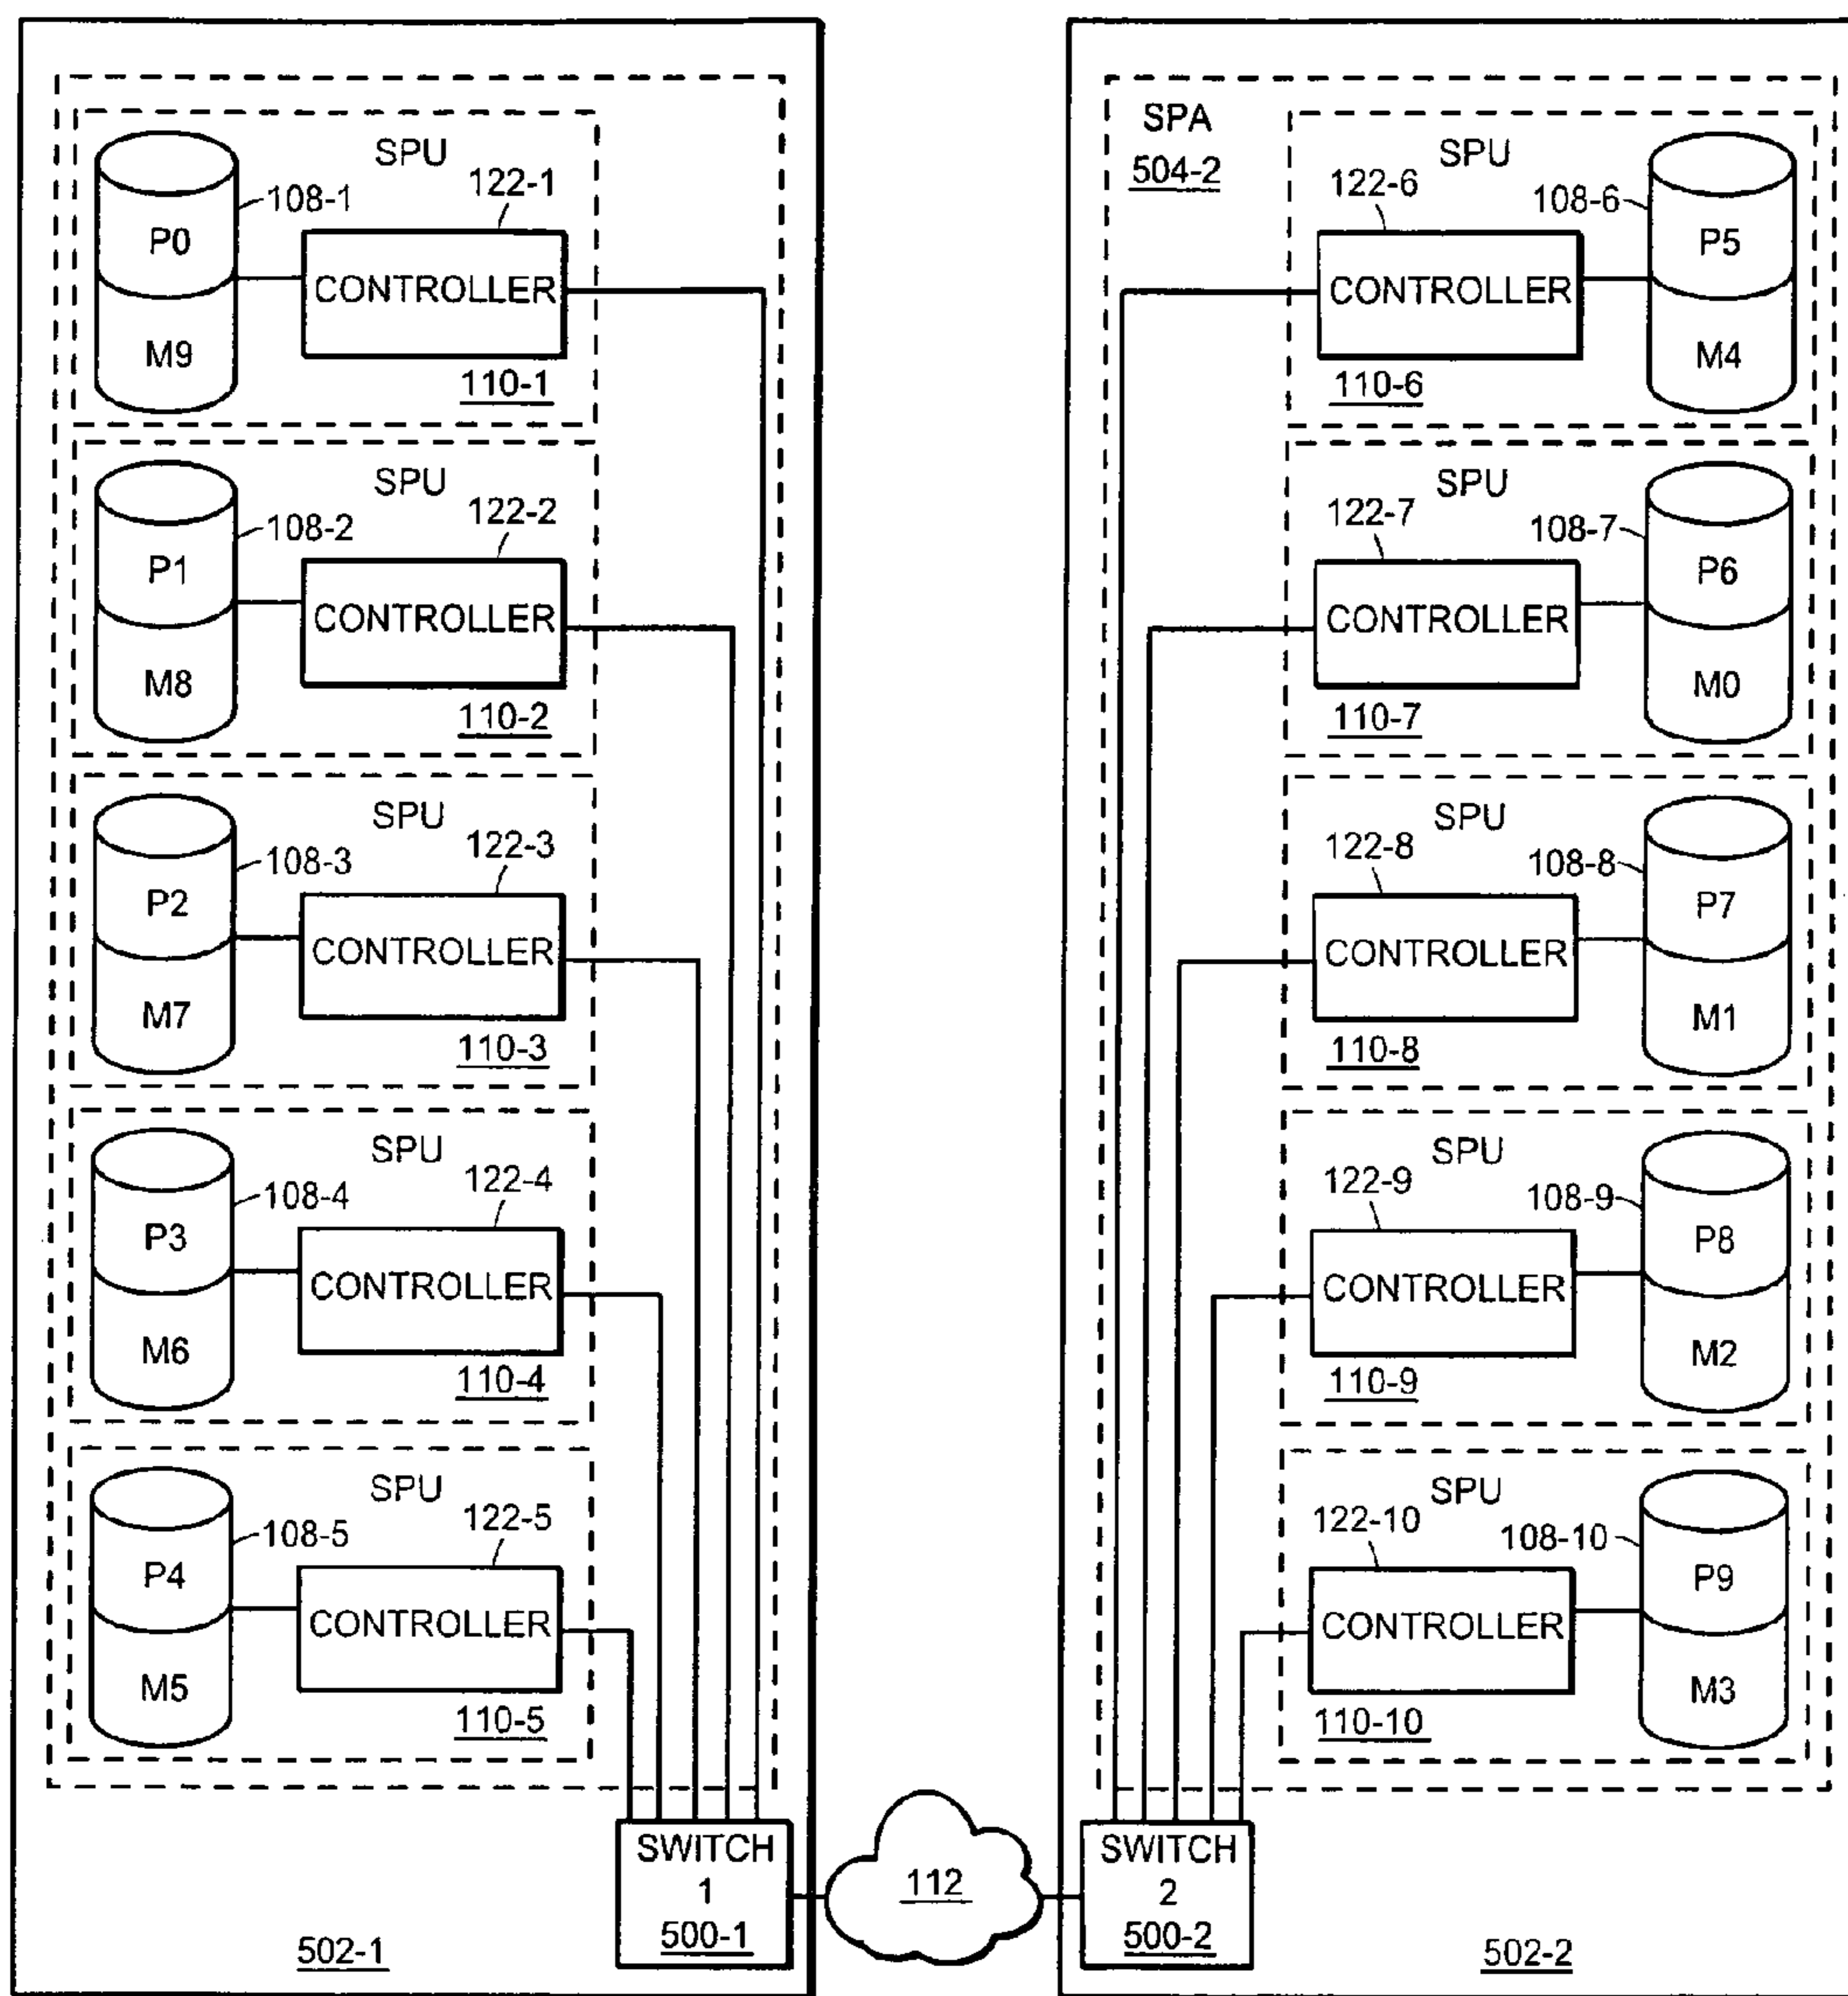 SPU
108-1
122-1
P0
CONTROLLER
M9
110-1
SPU
108-2
122-2
P1
CONTROLLER
M8
110-2
SPU
108-3
122-3
P2
CONTROLLER
M7
110-3
SPU
108-4
122-4
P3
CONTROLLER
M6
110-4
SPU
108-5
122-5
P4
CONTROLLER
M5
110-5
SWITCH
1
500-1
502-1
112
SPA
504-2
SPU
122-6
108-6
P5
CONTROLLER
M4
110-6
SPU
122-7
108-7
P6
CONTROLLER
M0
110-7
SPU
122-8
108-8
P7
CONTROLLER
M1
110-8
SPU
122-9
108-9
P8
CONTROLLER
M2
110-9
SPU
122-10
108-10
P9
CONTROLLER
M3
110-10
SWITCH
2
500-2
502-2